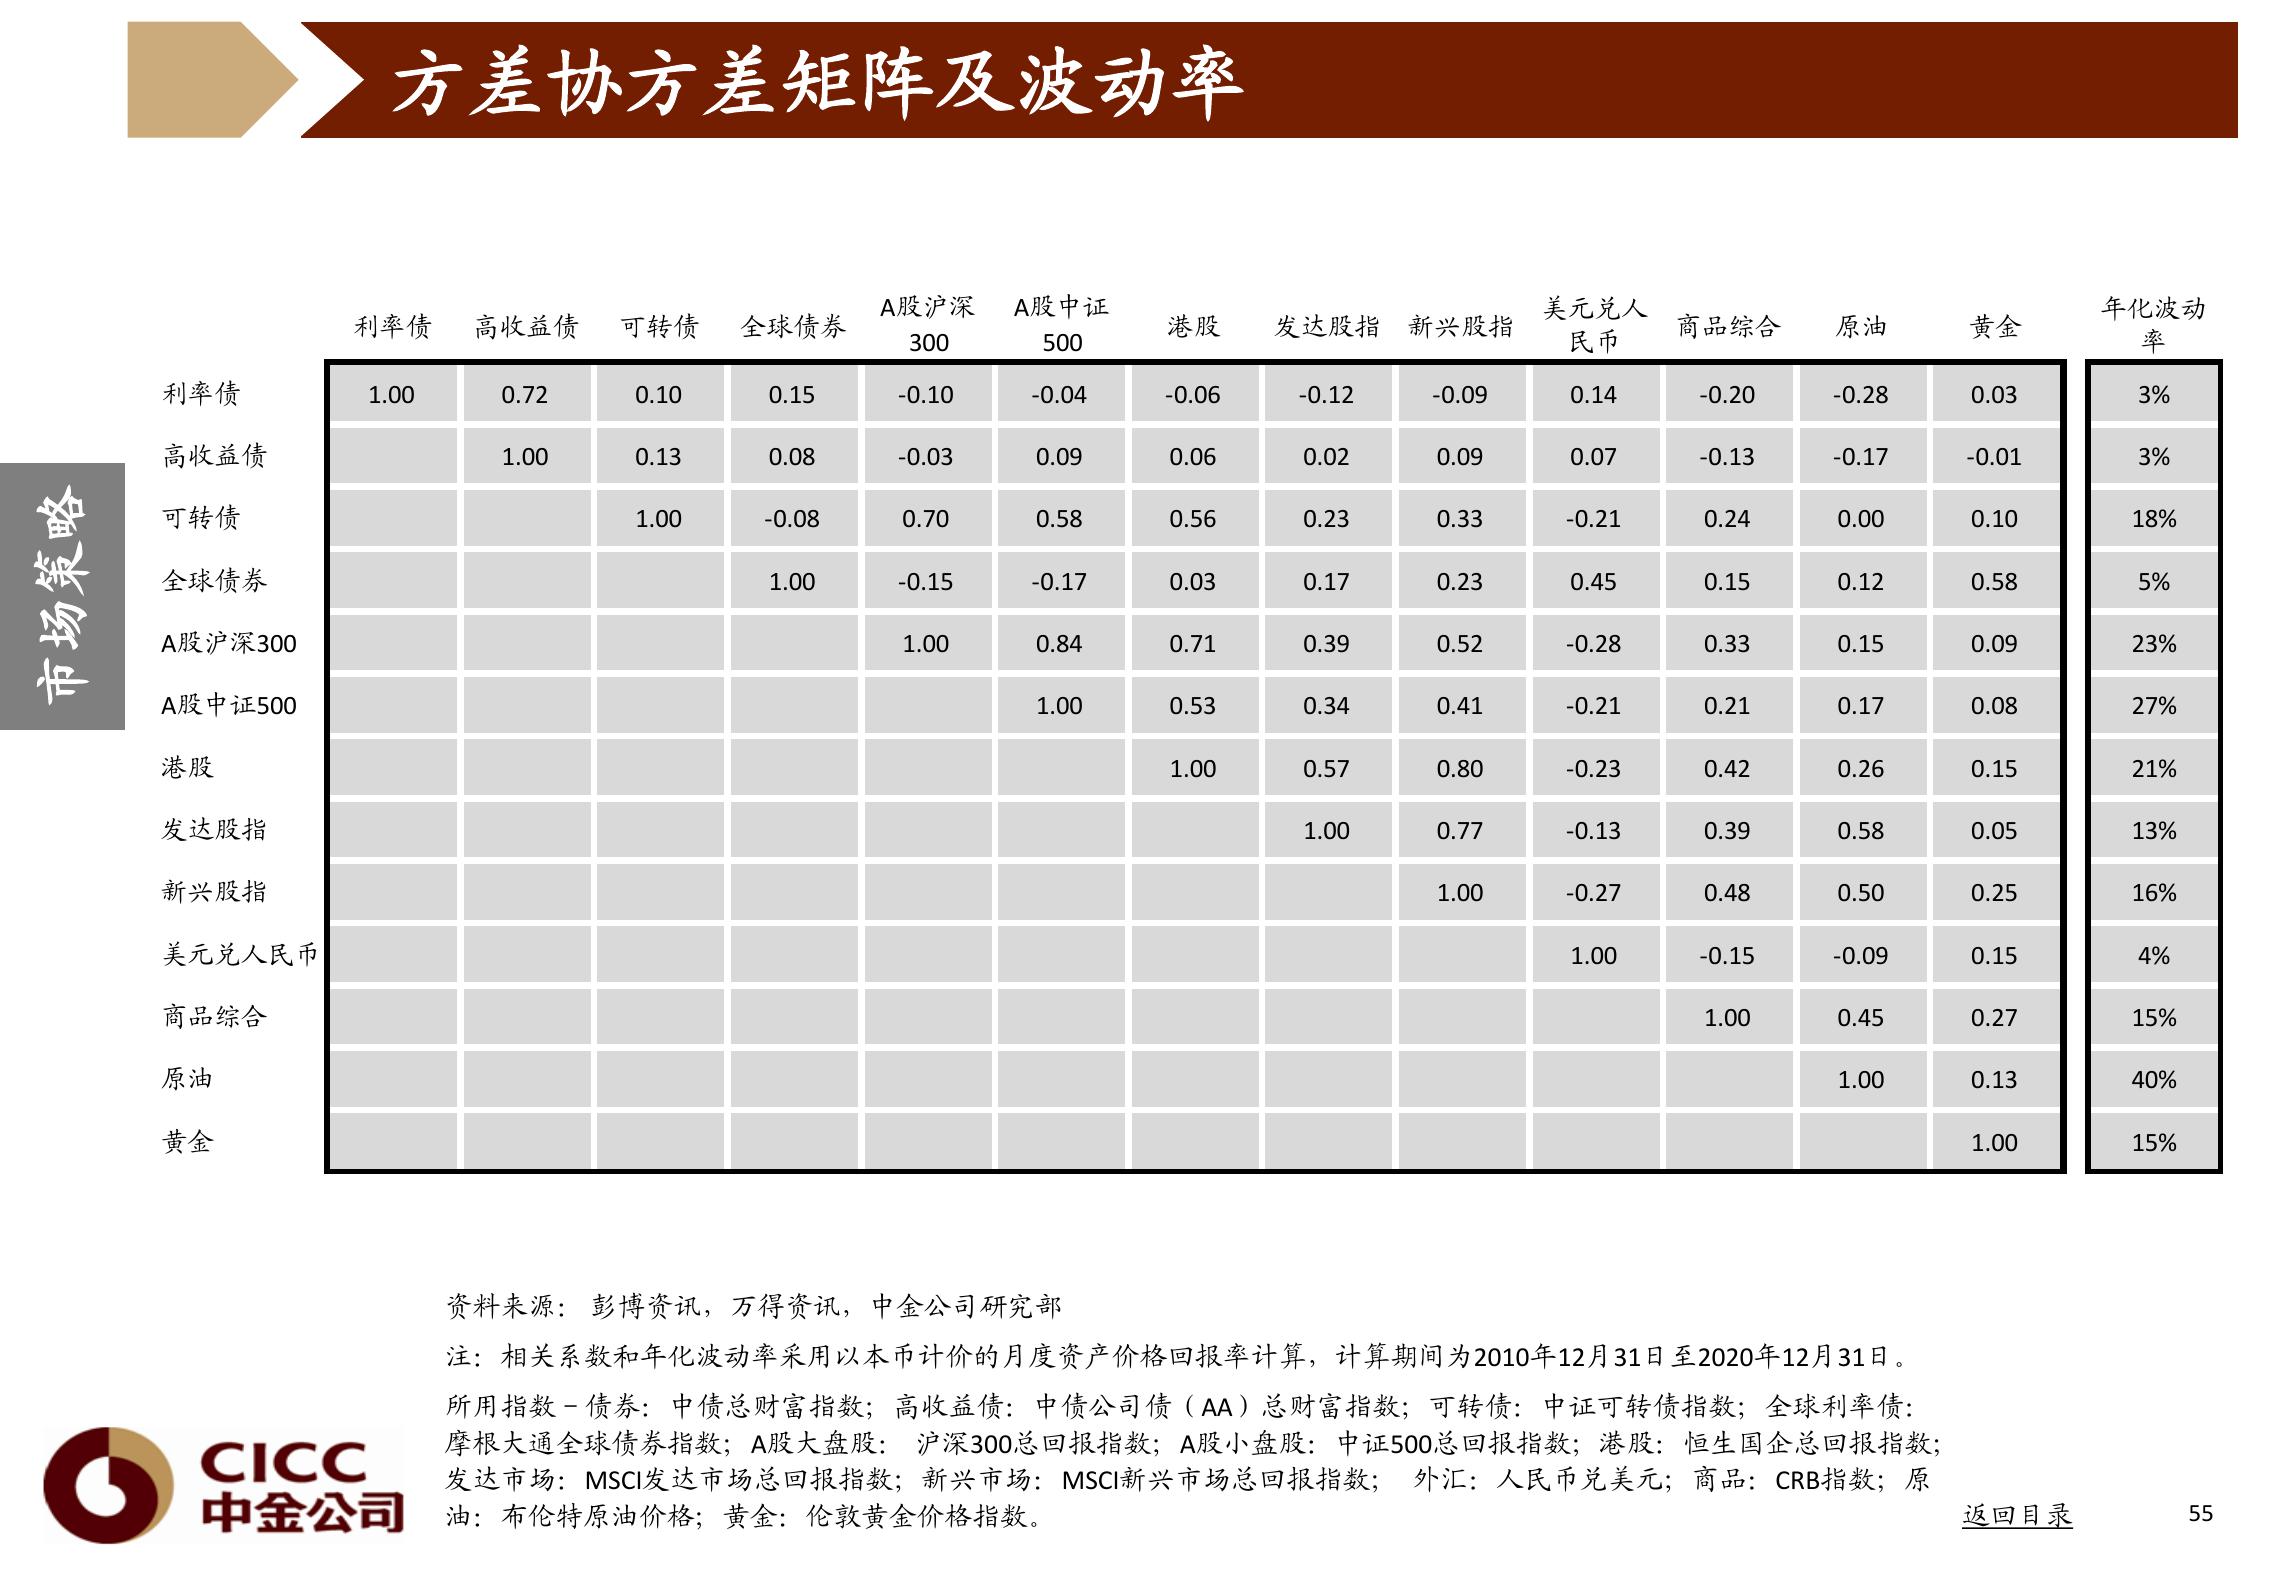 方差协方差矩阵及波动率
市场策略
利率债 高收益债 可转债 全球债券 A股沪深300 A股中证500 港股 发达股指 新兴股指 美元兑人民币 商品综合 原油 黄金 年化波动率
利率债 1.00 0.72 0.10 0.15 -0.10 -0.04 -0.06 -0.12 -0.09 0.14 -0.20 -0.28 0.03 3%
高收益债 1.00 0.13 0.08 -0.03 0.09 0.06 0.02 0.09 0.07 -0.13 -0.17 -0.01 3%
可转债 1.00 -0.08 0.70 0.58 0.56 0.23 0.33 -0.21 0.24 0.00 0.10 18%
全球债券 1.00 -0.15 -0.17 0.03 0.17 0.23 0.45 0.15 0.12 0.58 5%
A股沪深300 1.00 0.84 0.71 0.39 0.52 -0.28 0.33 0.15 0.09 23%
A股中证500 1.00 0.53 0.34 0.41 -0.21 0.21 0.17 0.08 27%
港股 1.00 0.57 0.80 -0.23 0.42 0.26 0.15 21%
发达股指 1.00 0.77 -0.13 0.39 0.58 0.05 13%
新兴股指 1.00 -0.27 0.48 0.50 0.25 16%
美元兑人民币 1.00 -0.15 -0.09 0.15 4%
商品综合 1.00 0.45 0.27 15%
原油 1.00 0.13 40%
黄金 1.00 15%
资料来源： 彭博资讯，万得资讯，中金公司研究部
注：相关系数和年化波动率采用以本币计价的月度资产价格回报率计算，计算期间为2010年12月31日至2020年12月31日。
所用指数 – 债券：中债总财富指数；高收益债：中债公司债（AA）总财富指数；可转债：中证可转债指数；全球利率债：
摩根大通全球债券指数；A股大盘股： 沪深300总回报指数；A股小盘股：中证500总回报指数；港股：恒生国企总回报指数；
发达市场：MSCI发达市场总回报指数；新兴市场：MSCI新兴市场总回报指数； 外汇：人民币兑美元；商品：CRB指数；原
油：布伦特原油价格；黄金：伦敦黄金价格指数。
CICC
中金公司
返回目录
55